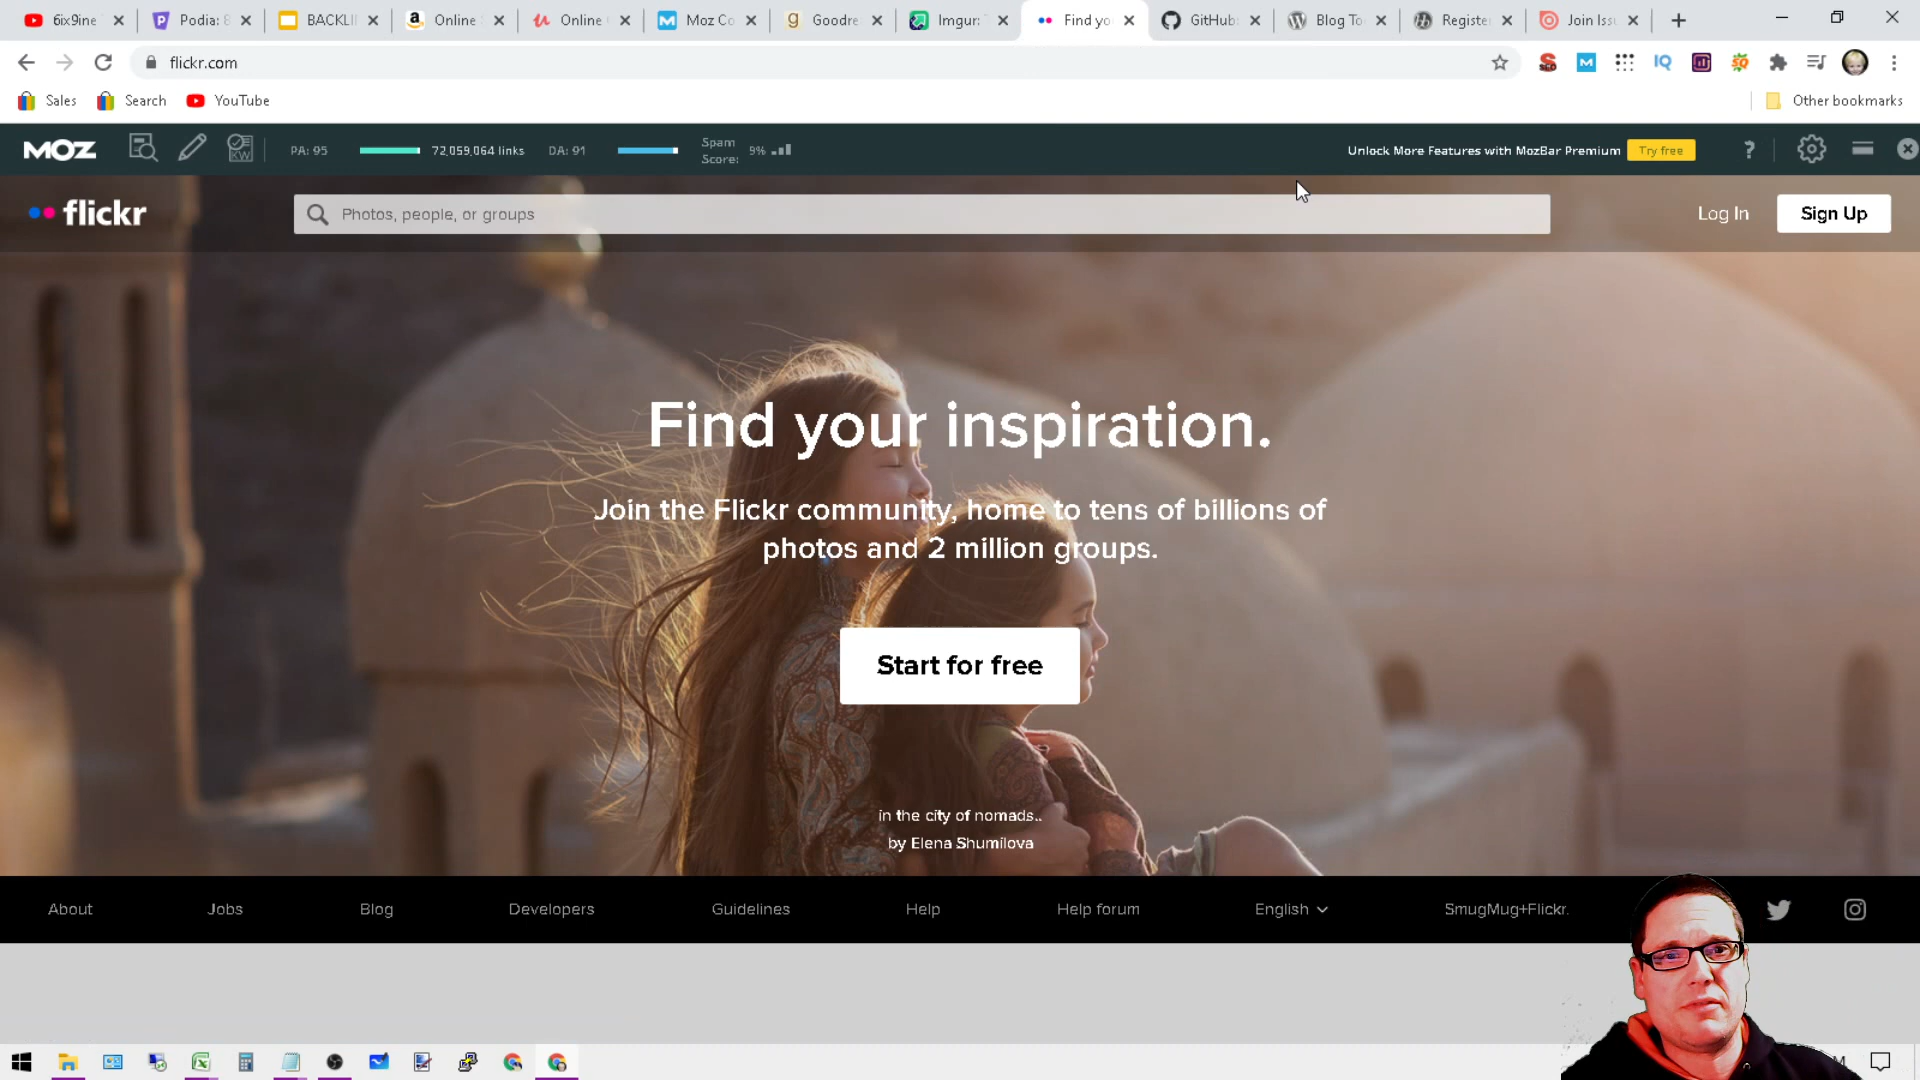 6ix9ine
Podia: 8
BACKLI
Online
Online
Moz Co
Goodre
Imgur:
Find yo
GitHub:
Blog To
Registe
Join Iss
flickr.com
Sales
Search
YouTube
Other bookmarks
MOZ
PA: 95
72,059,064 links
DA: 91
Spam
Score:
9%
Unlock More Features with MozBar Premium
Try free
?
flickr
Photos, people, or groups
Log In
Sign Up
Find your inspiration.
Join the Flickr community, home to tens of billions of
photos and 2 million groups.
Start for free
in the city of nomads..
by Elena Shumilova
About
Jobs
Blog
Developers
Guidelines
Help
Help forum
English
SmugMug+Flickr.